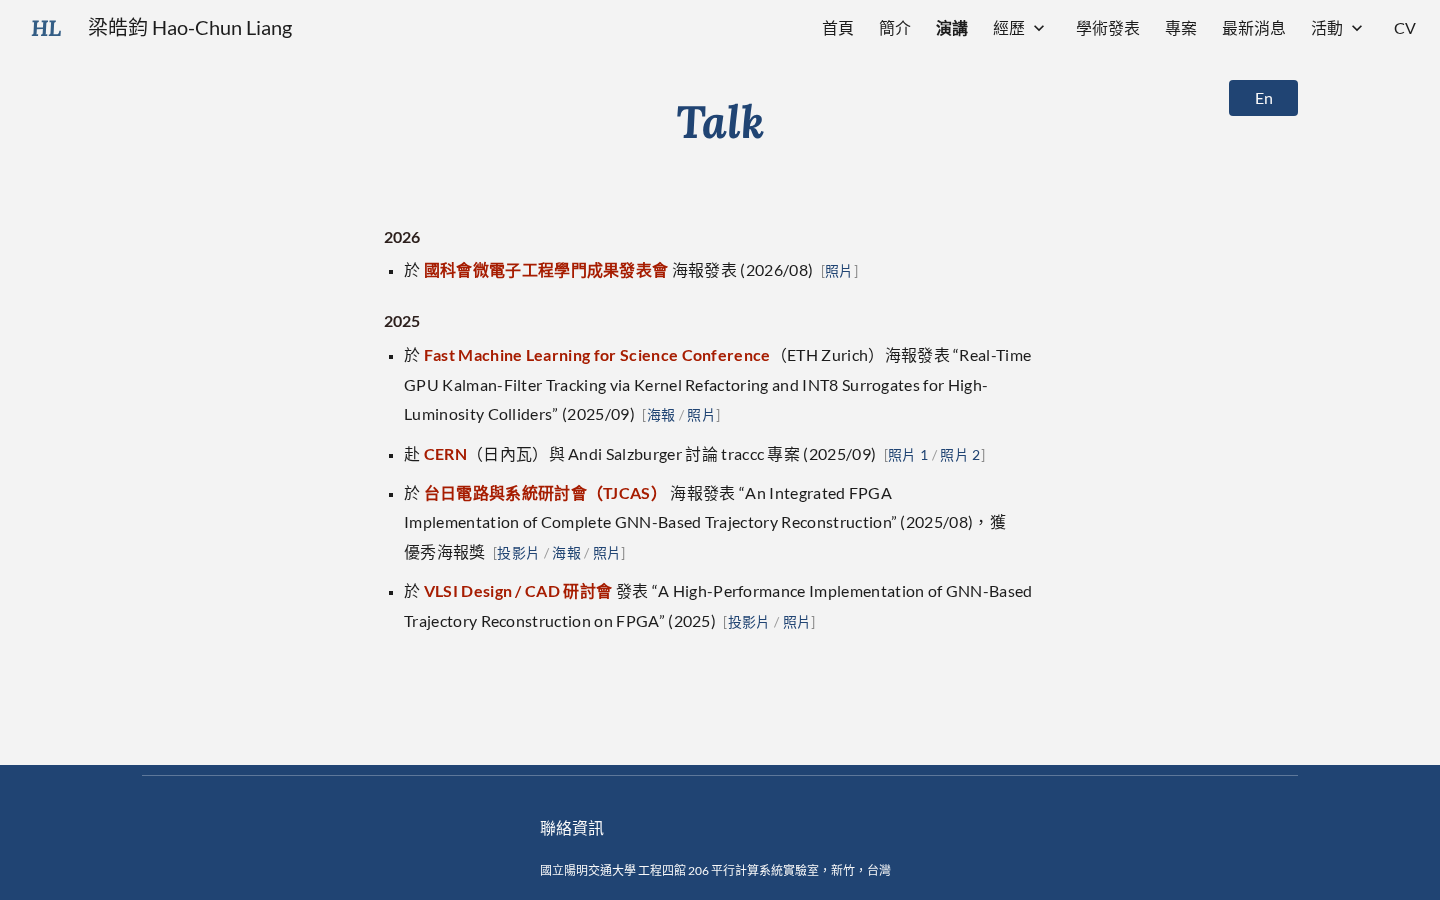 HL 梁皓鈞 Hao-Chun Liang 首頁 簡介 演講 經歷 學術發表 專案 最新消息 活動 CV
En
Talk
2026
於 國科會微電子工程學門成果發表會 海報發表 (2026/08) [照片]
2025
於 Fast Machine Learning for Science Conference（ETH Zurich）海報發表 “Real-Time
GPU Kalman-Filter Tracking via Kernel Refactoring and INT8 Surrogates for High-
Luminosity Colliders” (2025/09) [海報 / 照片]
赴 CERN（日內瓦）與 Andi Salzburger 討論 traccc 專案 (2025/09) [照片 1 / 照片 2]
於 台日電路與系統研討會（TJCAS） 海報發表 “An Integrated FPGA
Implementation of Complete GNN-Based Trajectory Reconstruction” (2025/08)，獲
優秀海報獎 [投影片 / 海報 / 照片]
於 VLSI Design / CAD 研討會 發表 “A High-Performance Implementation of GNN-Based
Trajectory Reconstruction on FPGA” (2025) [投影片 / 照片]
聯絡資訊
國立陽明交通大學 工程四館 206 平行計算系統實驗室，新竹，台灣